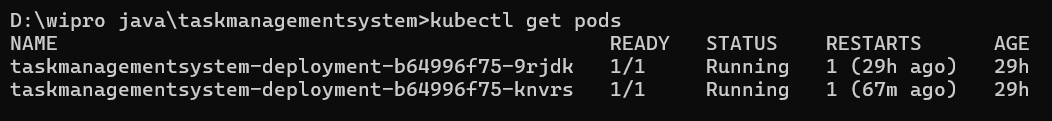 D:\wipro java\taskmanagementsystem>kubectl get pods
NAME READY STATUS RESTARTS AGE
taskmanagementsystem-deployment-b64996f75-9rjdk 1/1 Running 1 (29h ago) 29h
taskmanagementsystem-deployment-b64996f75-knvrs 1/1 Running 1 (67m ago) 29h